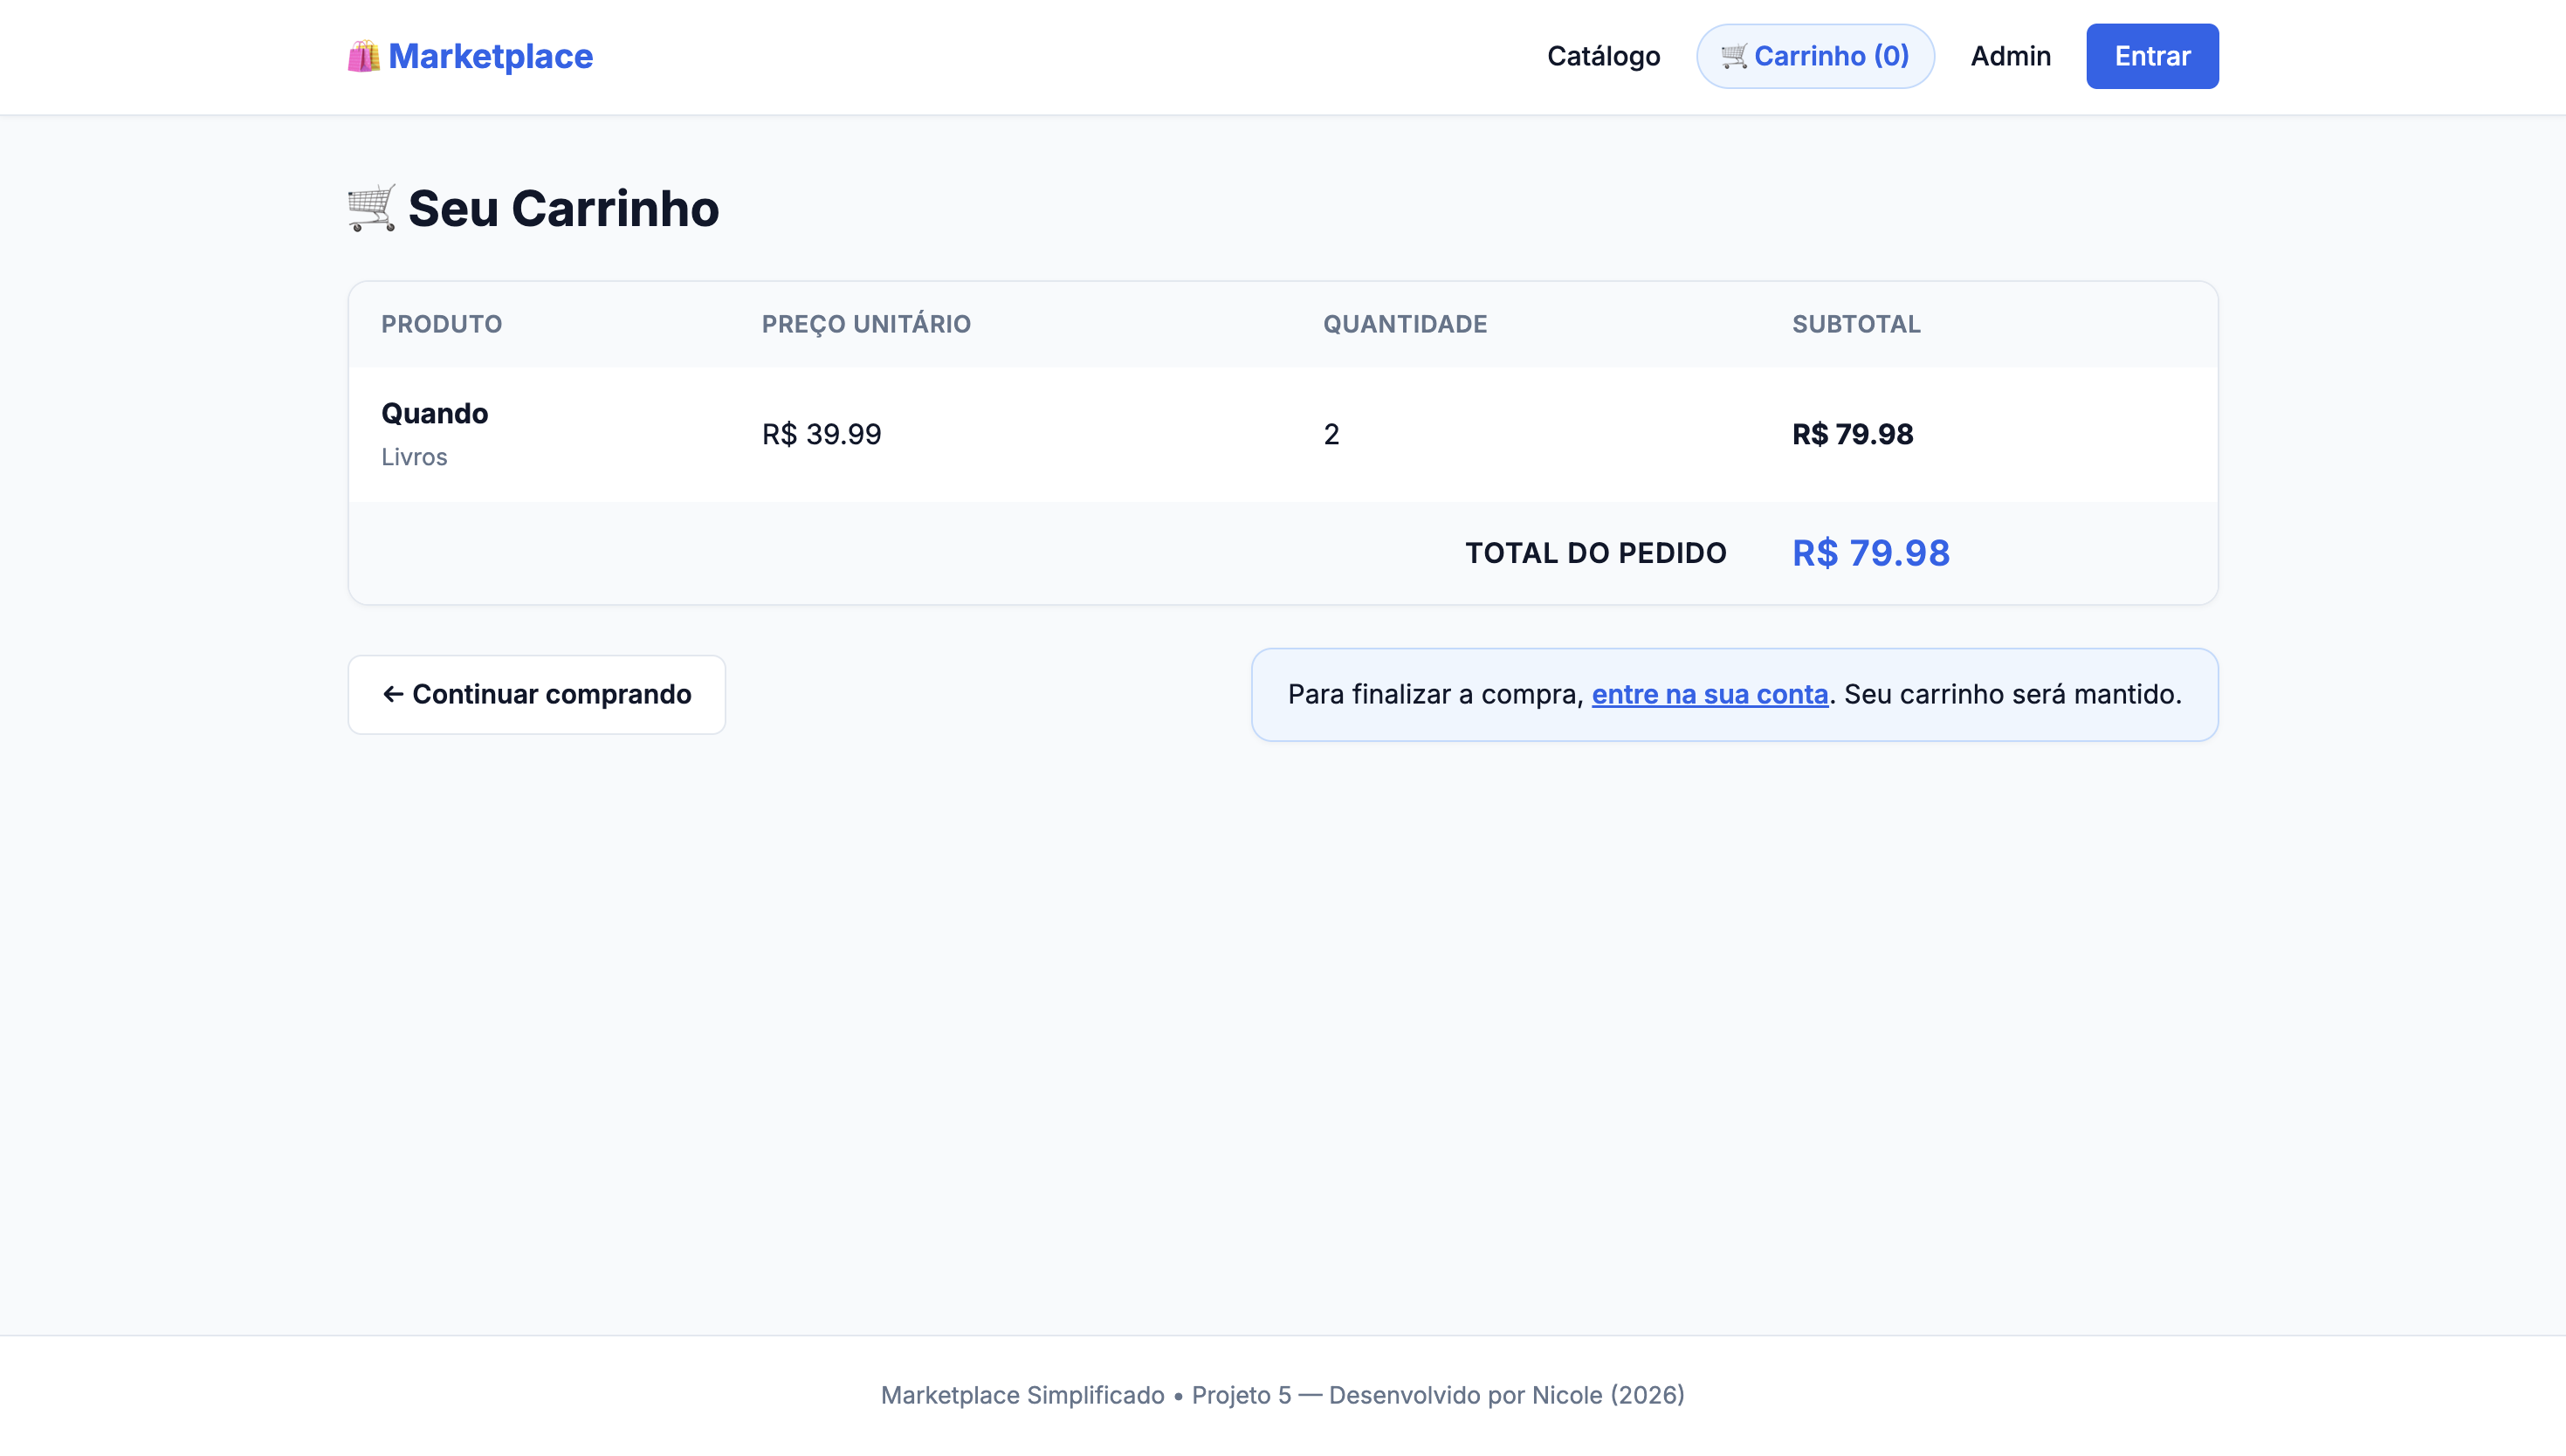 Marketplace
Catálogo
Carrinho (0)
Admin
Entrar
Seu Carrinho
PRODUTO PREÇO UNITÁRIO QUANTIDADE SUBTOTAL
Quando
Livros
R$ 39.99
2
R$ 79.98
TOTAL DO PEDIDO R$ 79.98
← Continuar comprando
Para finalizar a compra, entre na sua conta. Seu carrinho será mantido.
Marketplace Simplificado • Projeto 5 — Desenvolvido por Nicole (2026)